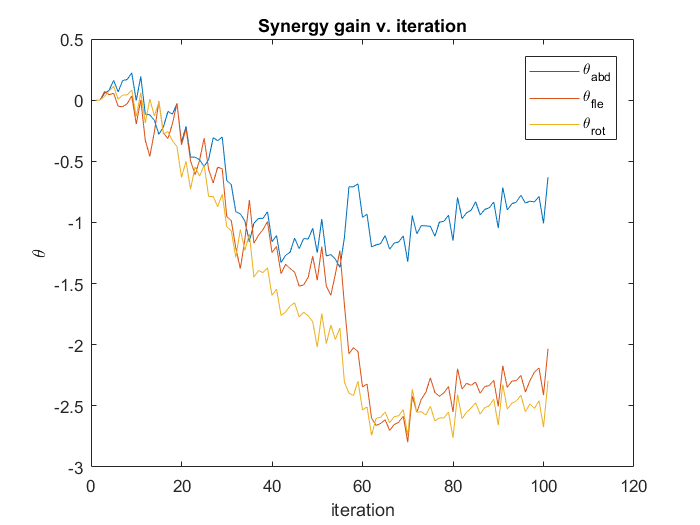 Synergy gain v. iteration
0.5
0
-0.5
-1
-1.5
-2
-2.5
-3
θ
θabd
θfle
θrot
0 20 40 60 80 100 120
iteration